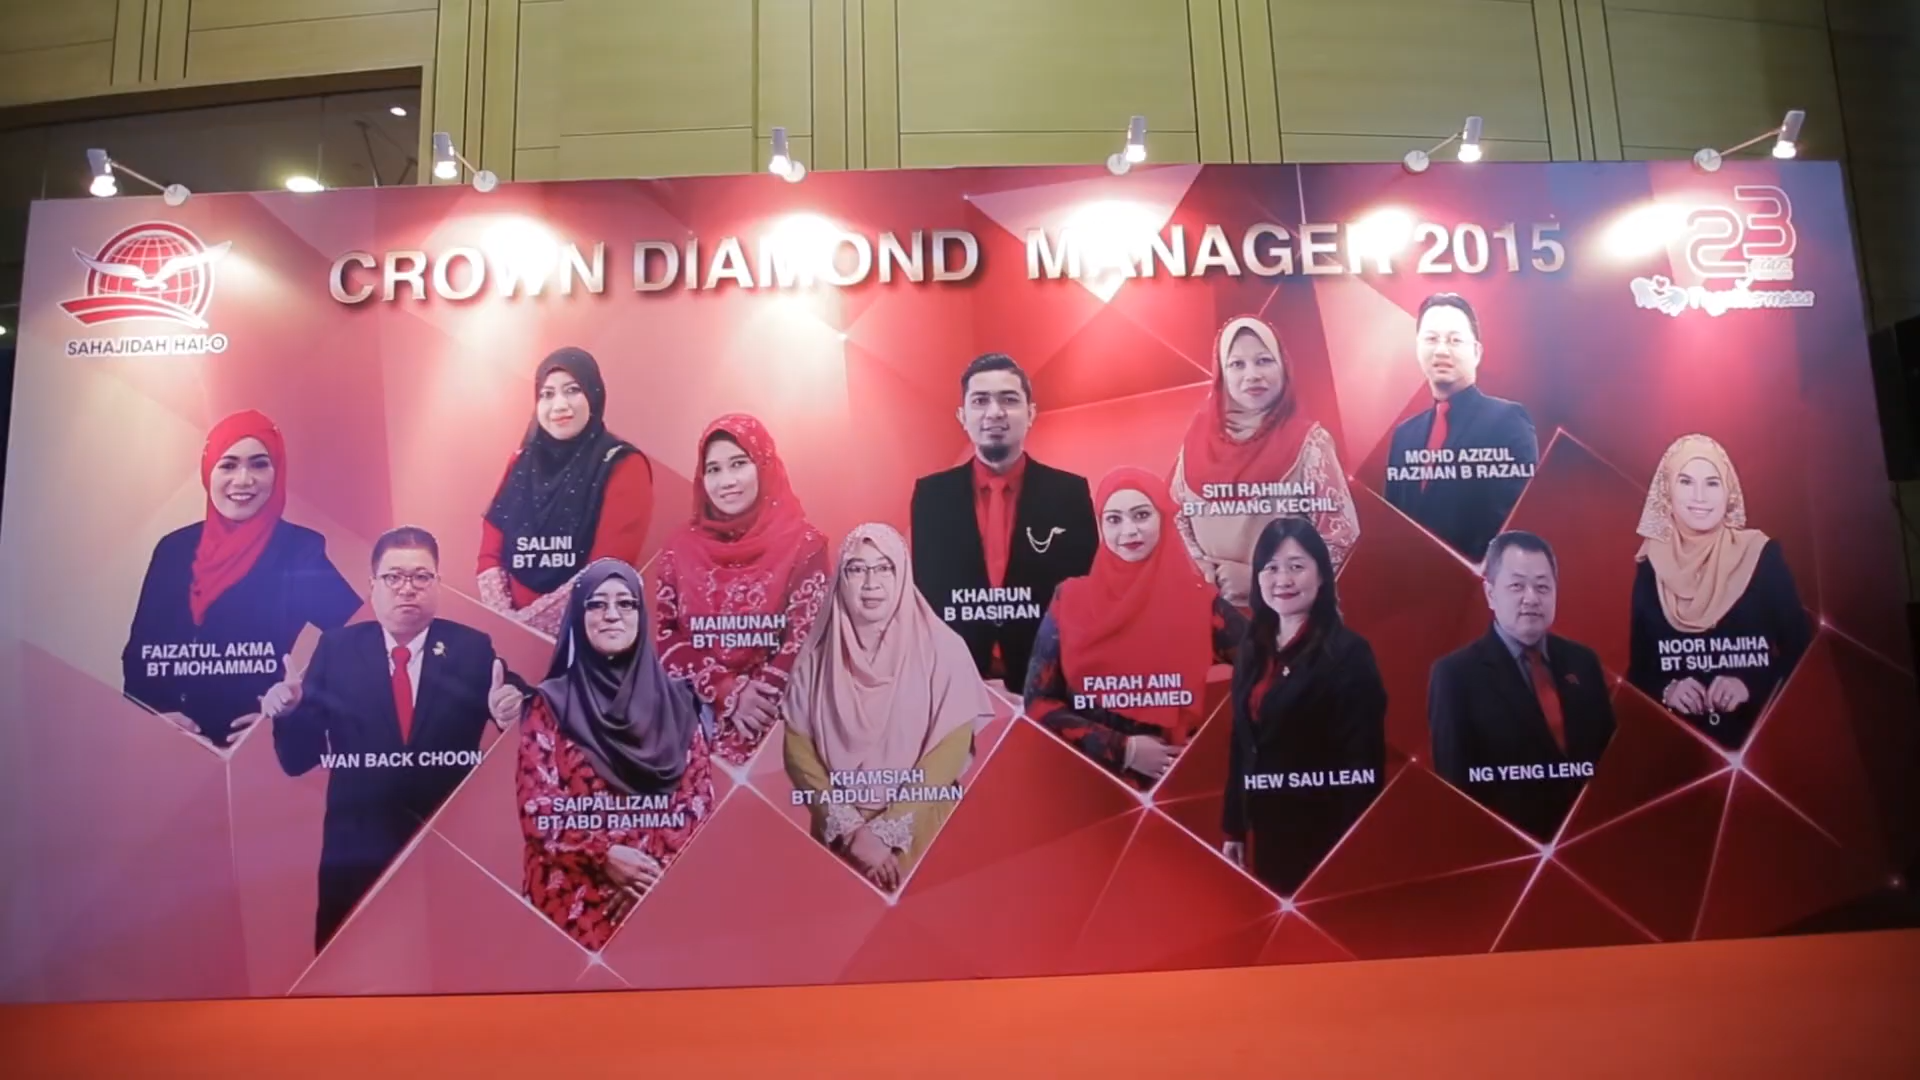 SAHAJIDAH HAI-O
CROWN DIAMOND MANAGER 2015
23
SALINI
BT ABU
MAIMUNAH
BT ISMAIL
KHAIRUN
B BASIRAN
SITI RAHIMAH
BT AWANG KECHIL
MOHD AZIZUL
RAZMAN B RAZALI
FAIZATUL AKMA
BT MOHAMMAD
FARAH AINI
BT MOHAMED
NOOR NAJIHA
BT SULAIMAN
WAN BACK CHOON
SAIPALLIZAM
BT ABD RAHMAN
KHAMSIAH
BT ABDUL RAHMAN
HEW SAU LEAN
NG YENG LENG